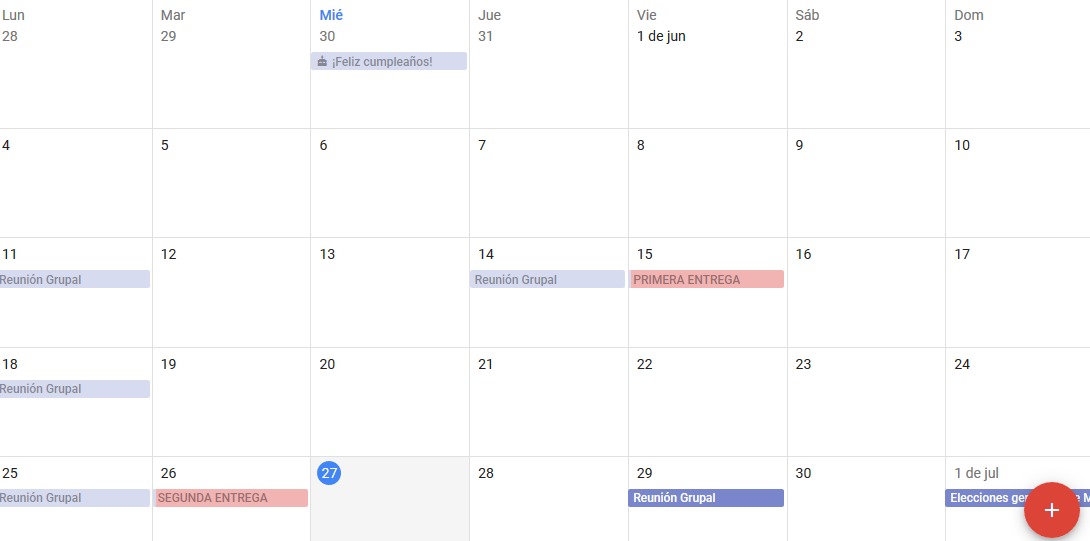 Lun Mar Mié Jue Vie Sáb Dom
28 29 30 31 1 de jun 2 3
¡Feliz cumpleaños!
4 5 6 7 8 9 10
11 12 13 14 15 16 17
Reunión Grupal Reunión Grupal PRIMERA ENTREGA
18 19 20 21 22 23 24
Reunión Grupal
25 26 27 28 29 30 1 de jul
Reunión Grupal SEGUNDA ENTREGA Reunión Grupal Elecciones